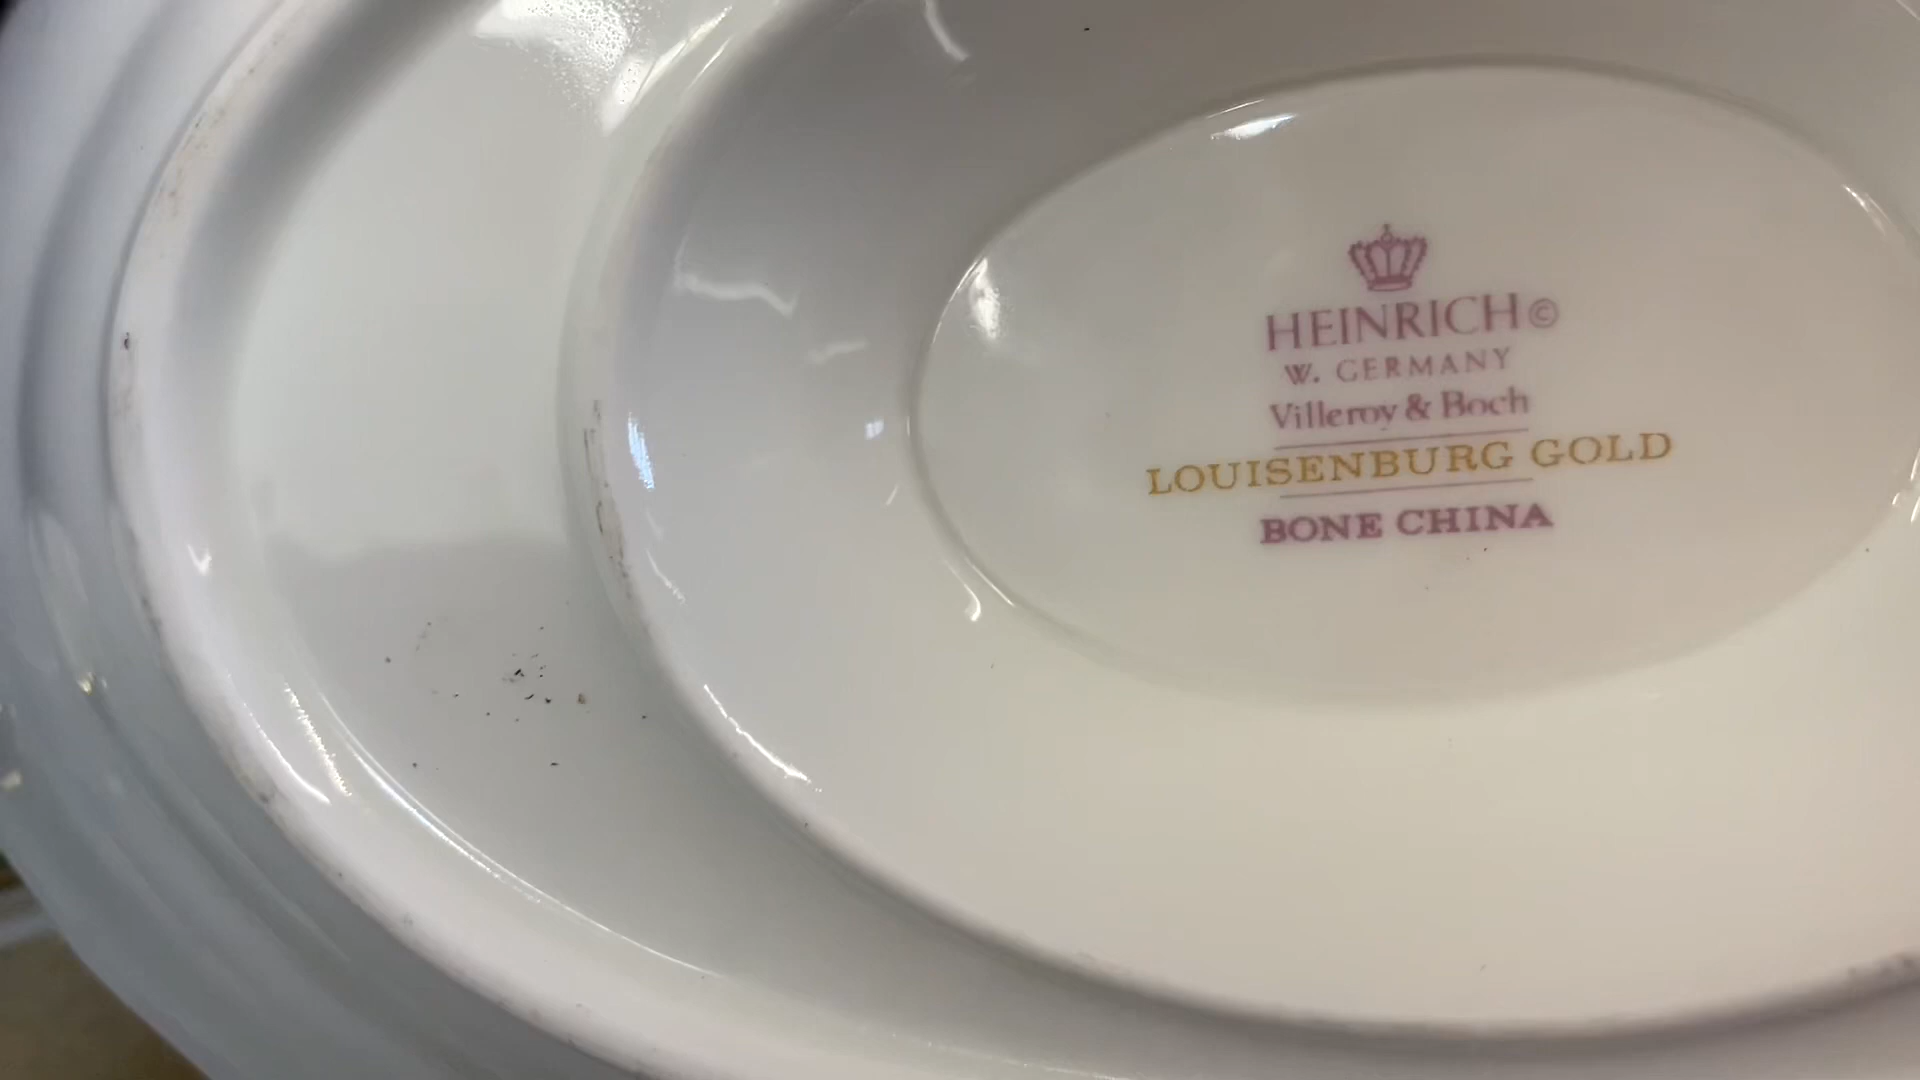 HEINRICH©
W. GERMANY
Villeroy & Boch
LOUISENBURG GOLD
BONE CHINA